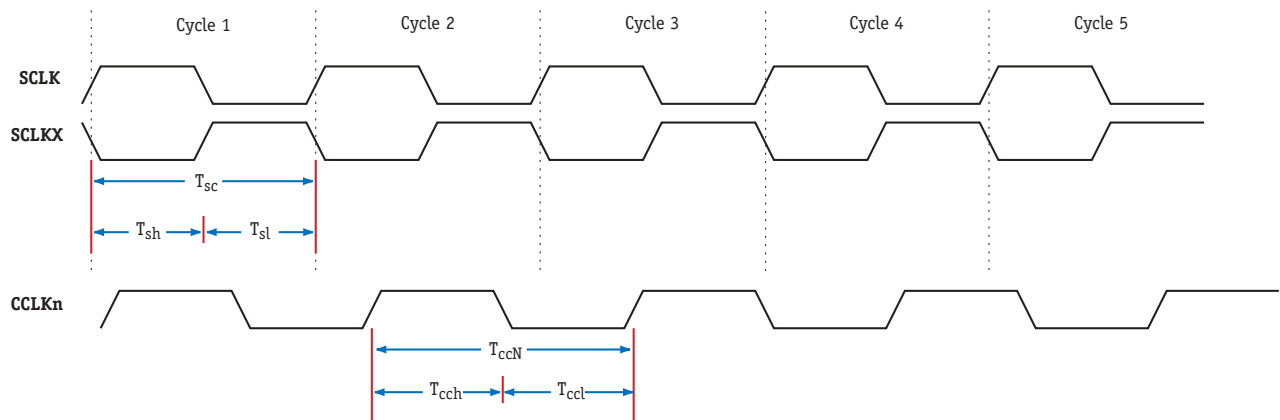 Cycle 1 Cycle 2 Cycle 3 Cycle 4 Cycle 5
SCLK
SCLKX
Tsc
Tsh Tsl
CCLKn
TccN
Tcch Tccl